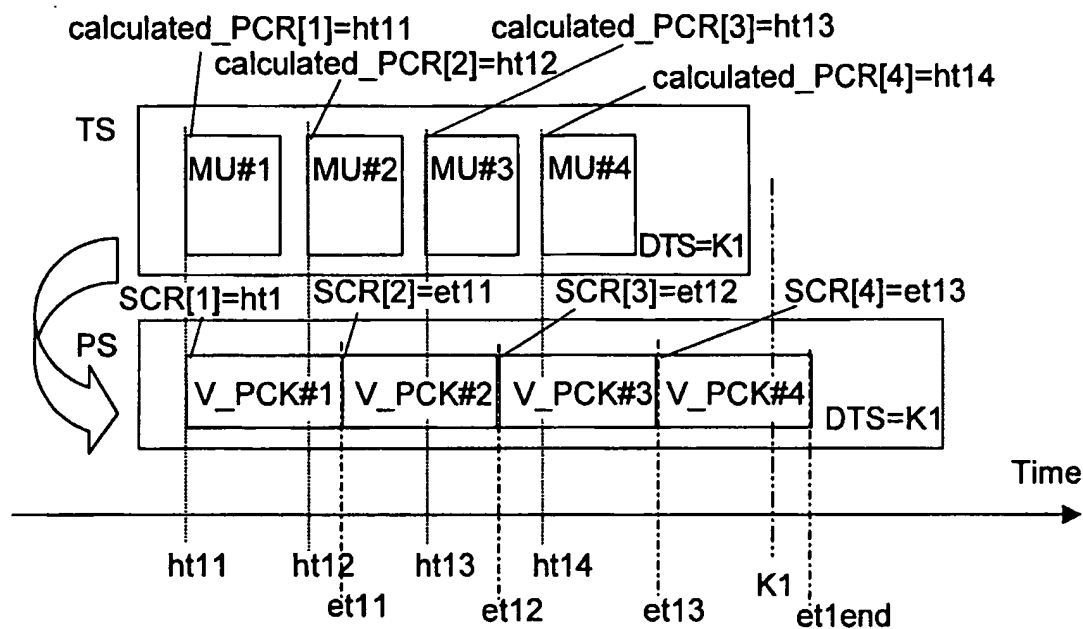 calculated_PCR[1]=ht11
calculated_PCR[3]=ht13
calculated_PCR[2]=ht12
calculated_PCR[4]=ht14
TS
MU#1
MU#2
MU#3
MU#4
DTS=K1
SCR[1]=ht1
SCR[2]=et11
SCR[3]=et12
SCR[4]=et13
PS
V_PCK#1
V_PCK#2
V_PCK#3
V_PCK#4
DTS=K1
Time
ht11
ht12
ht13
ht14
K1
et11
et12
et13
et1end